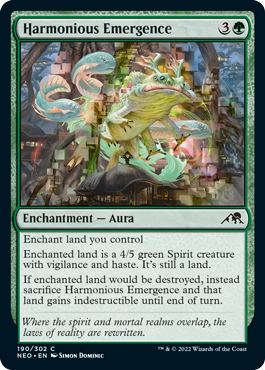 Harmonious Emergence 3
Enchantment — Aura
Enchant land you control
Enchanted land is a 4/5 green Spirit creature
with vigilance and haste. It's still a land.
If enchanted land would be destroyed, instead
sacrifice Harmonious Emergence and that
land gains indestructible until end of turn.
Where the spirit and mortal realms overlap, the
laws of reality are rewritten.
190/302 C
NEO • EN Simon Dominic
™ & © 2022 Wizards of the Coast